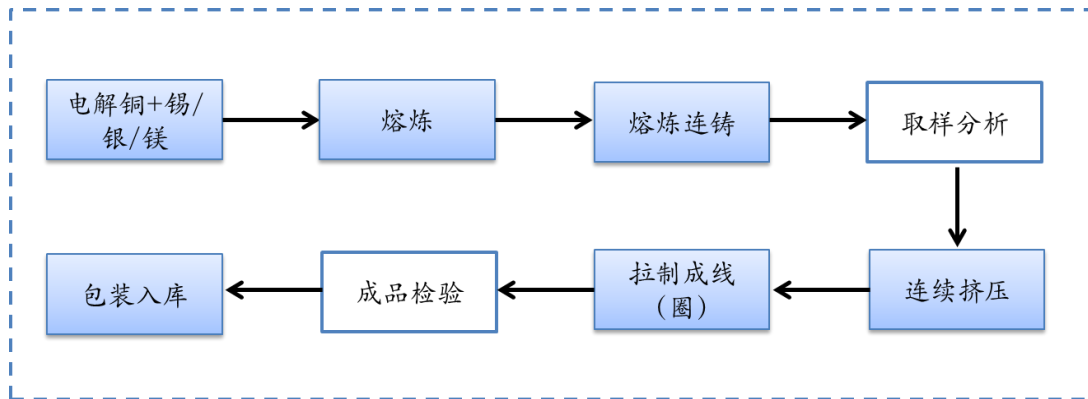 电解铜+锡/
银/镁
熔炼
熔炼连铸
取样分析
包装入库
成品检验
拉制成线
(圈)
连续挤压